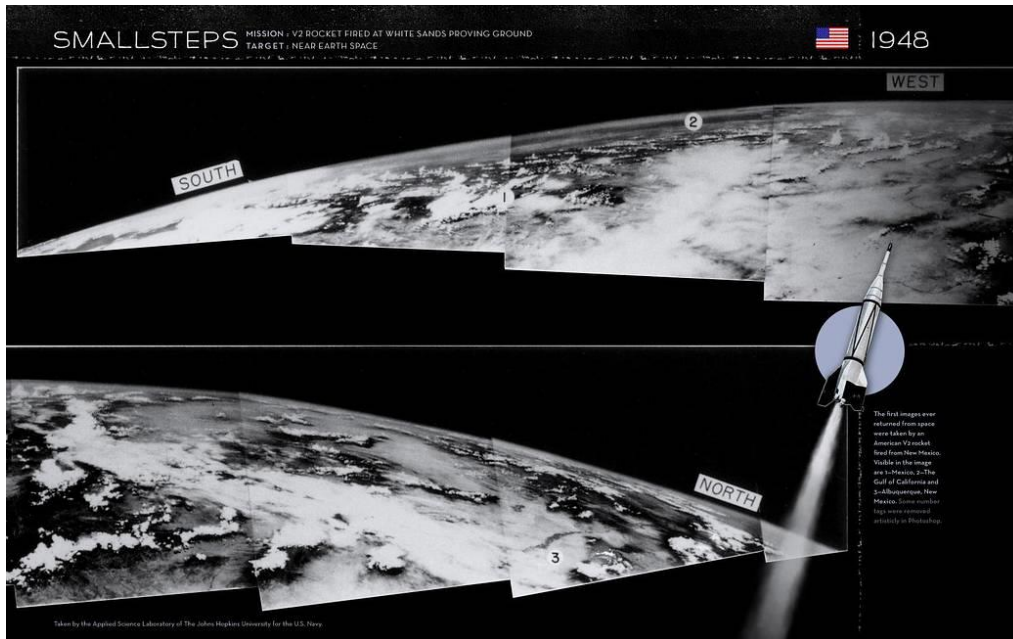 SMALLSTEPS
MISSION : V2 ROCKET FIRED AT WHITE SANDS PROVING GROUND
TARGET : NEAR EARTH SPACE
1948
WEST
2
SOUTH
1
The first images ever
returned from space
were taken by an
American V2 rocket
fired from New Mexico.
Visible in the image
are 1–Mexico, 2–The
Gulf of California and
3–Albuquerque, New
Mexico. Some number
tags were removed
artisticly in Photoshop.
NORTH
3
Taken by the Applied Science Laboratory of The Johns Hopkins University for the U.S. Navy.